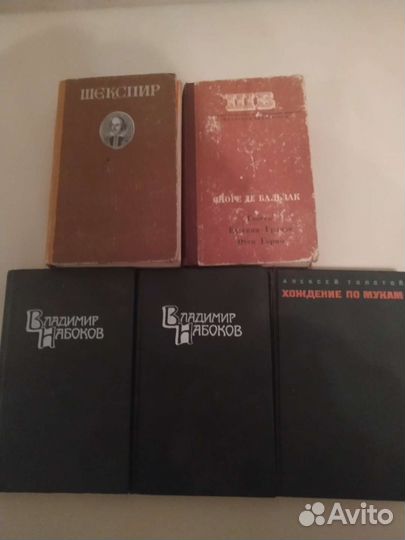 ШЕКСПИР
ОНОРЕ ДЕ БАЛЬЗАК
Гобсек
Евгения Гранде
Отец Горио
ВЛАДИМИР
НАБОКОВ
ВЛАДИМИР
НАБОКОВ
АЛЕКСЕЙ ТОЛСТОЙ
ХОЖДЕНИЕ ПО МУКАМ
Avito